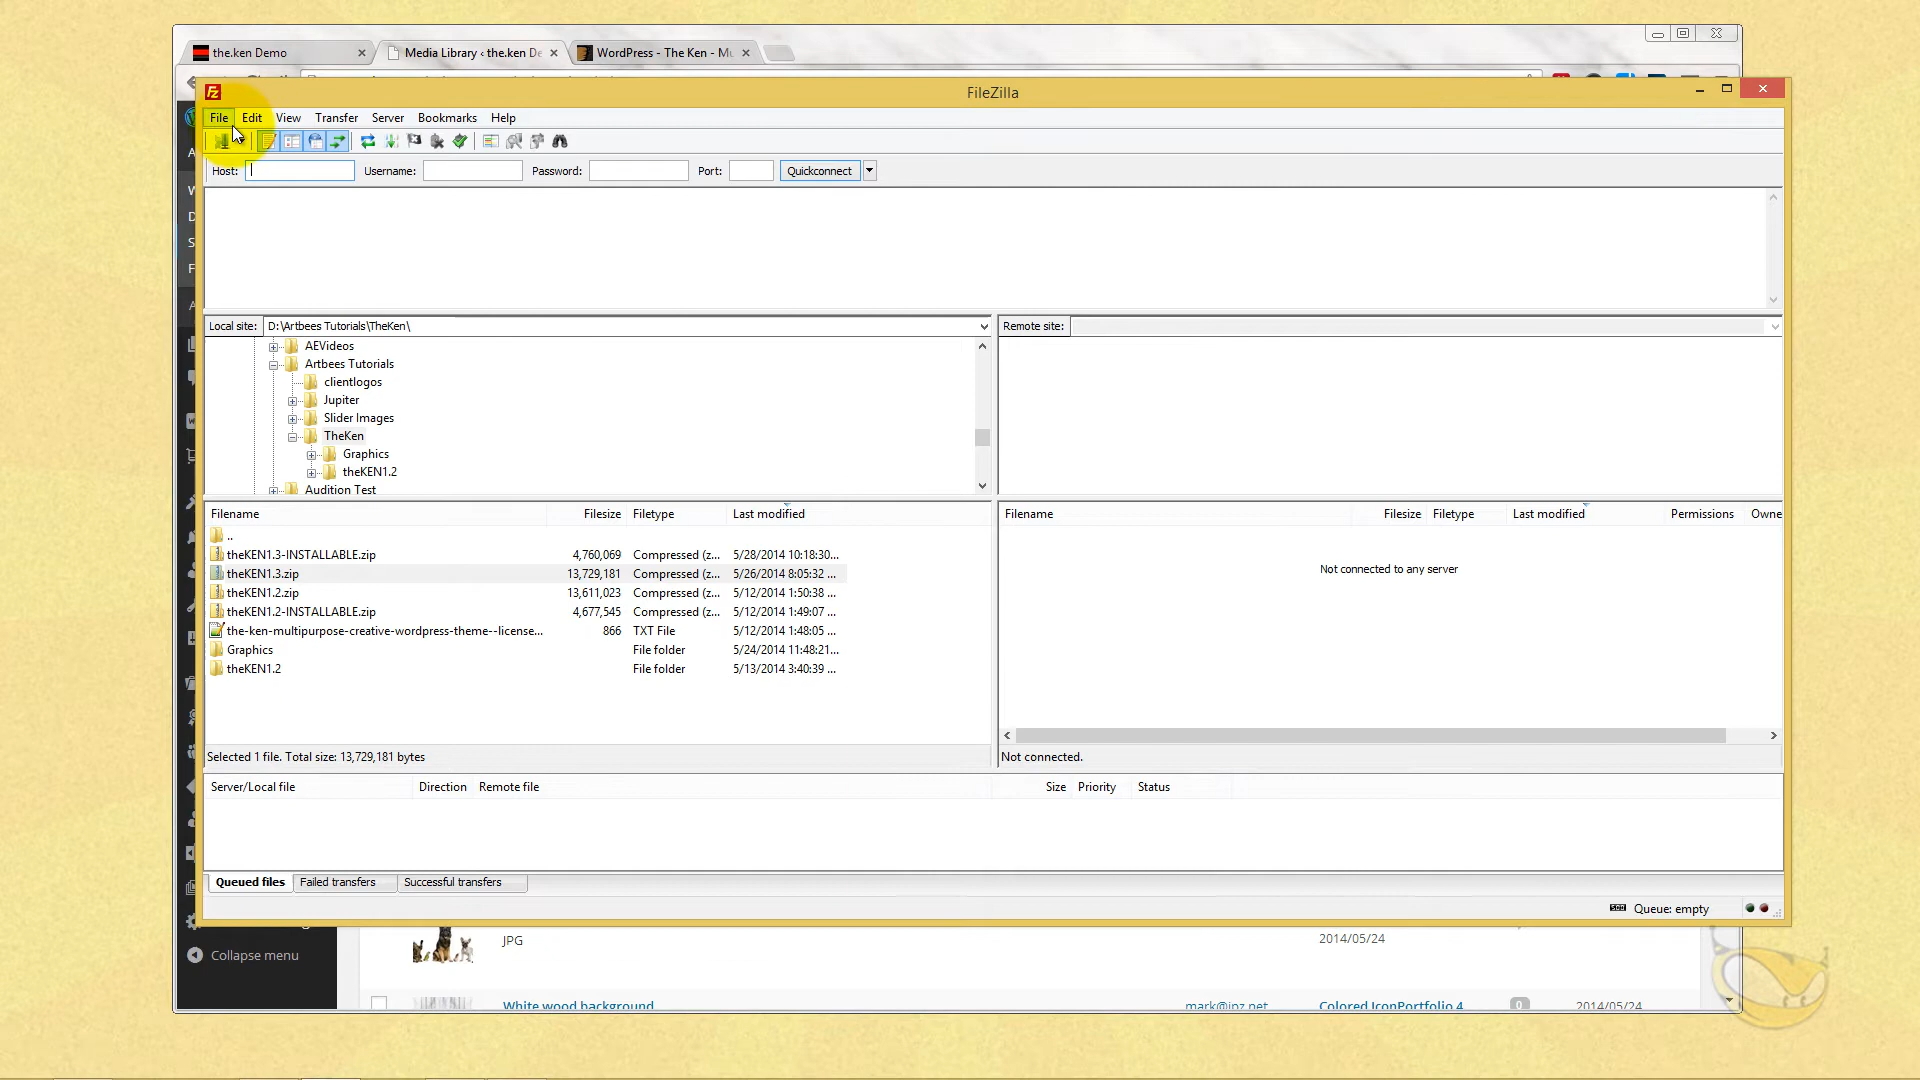 the.ken Demo
Media Library ‹ the.ken De
WordPress - The Ken - Mu
FileZilla
File Edit View Transfer Server Bookmarks Help
Host: Username: Password: Port: Quickconnect
Local site: D:\Artbees Tutorials\TheKen\
Remote site:
AEVideos
Artbees Tutorials
clientlogos
Jupiter
Slider Images
TheKen
Graphics
theKEN1.2
Audition Test
Filename Filesize Filetype Last modified
Filename Filesize Filetype Last modified Permissions Owne
..
theKEN1.3-INSTALLABLE.zip 4,760,069 Compressed (z... 5/28/2014 10:18:30...
theKEN1.3.zip 13,729,181 Compressed (z... 5/26/2014 8:05:32 ...
theKEN1.2.zip 13,611,023 Compressed (z... 5/12/2014 1:50:38 ...
theKEN1.2-INSTALLABLE.zip 4,677,545 Compressed (z... 5/12/2014 1:49:07 ...
the-ken-multipurpose-creative-wordpress-theme--license... 866 TXT File 5/12/2014 1:48:05 ...
Graphics File folder 5/24/2014 11:48:21...
theKEN1.2 File folder 5/13/2014 3:40:39 ...
Not connected to any server
Selected 1 file. Total size: 13,729,181 bytes
Not connected.
Server/Local file Direction Remote file Size Priority Status
Queued files Failed transfers Successful transfers
Queue: empty
JPG 2014/05/24
Collapse menu
White wood background mark@ipz.net Colored IconPortfolio 4 0 2014/05/24